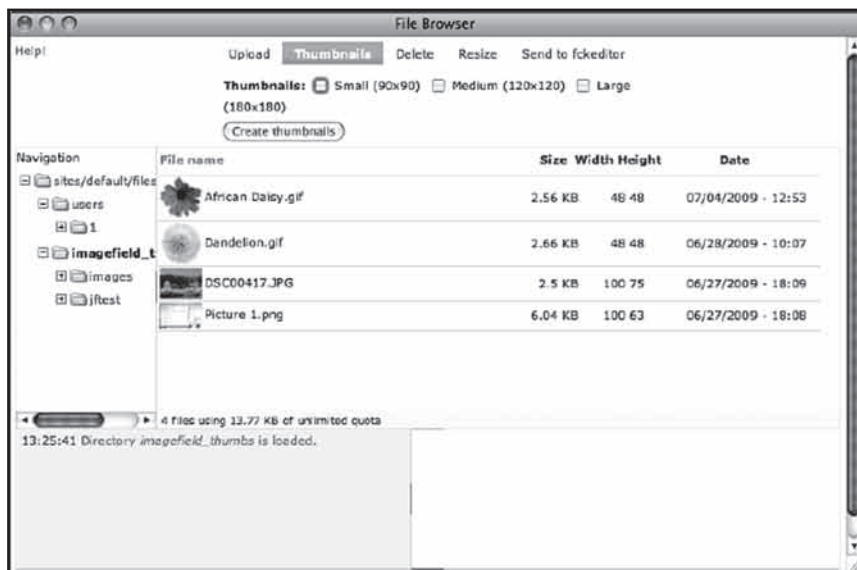 File Browser
Help!
Upload Thumbnails Delete Resize Send to fckeditor
Thumbnails: Small (90x90) Medium (120x120) Large
(180x180)
Create thumbnails
Navigation
sites/default/files
users
1
imagefield_t
images
jftest
File name Size Width Height Date
African Daisy.gif 2.56 KB 48 48 07/04/2009 - 12:53
Dandelion.gif 2.66 KB 48 48 06/28/2009 - 10:07
DSC00417.JPG 2.5 KB 100 75 06/27/2009 - 18:09
Picture 1.png 6.04 KB 100 63 06/27/2009 - 18:08
4 files using 13.77 KB of unlimited quota
13:25:41 Directory imagefield_thumbs is loaded.